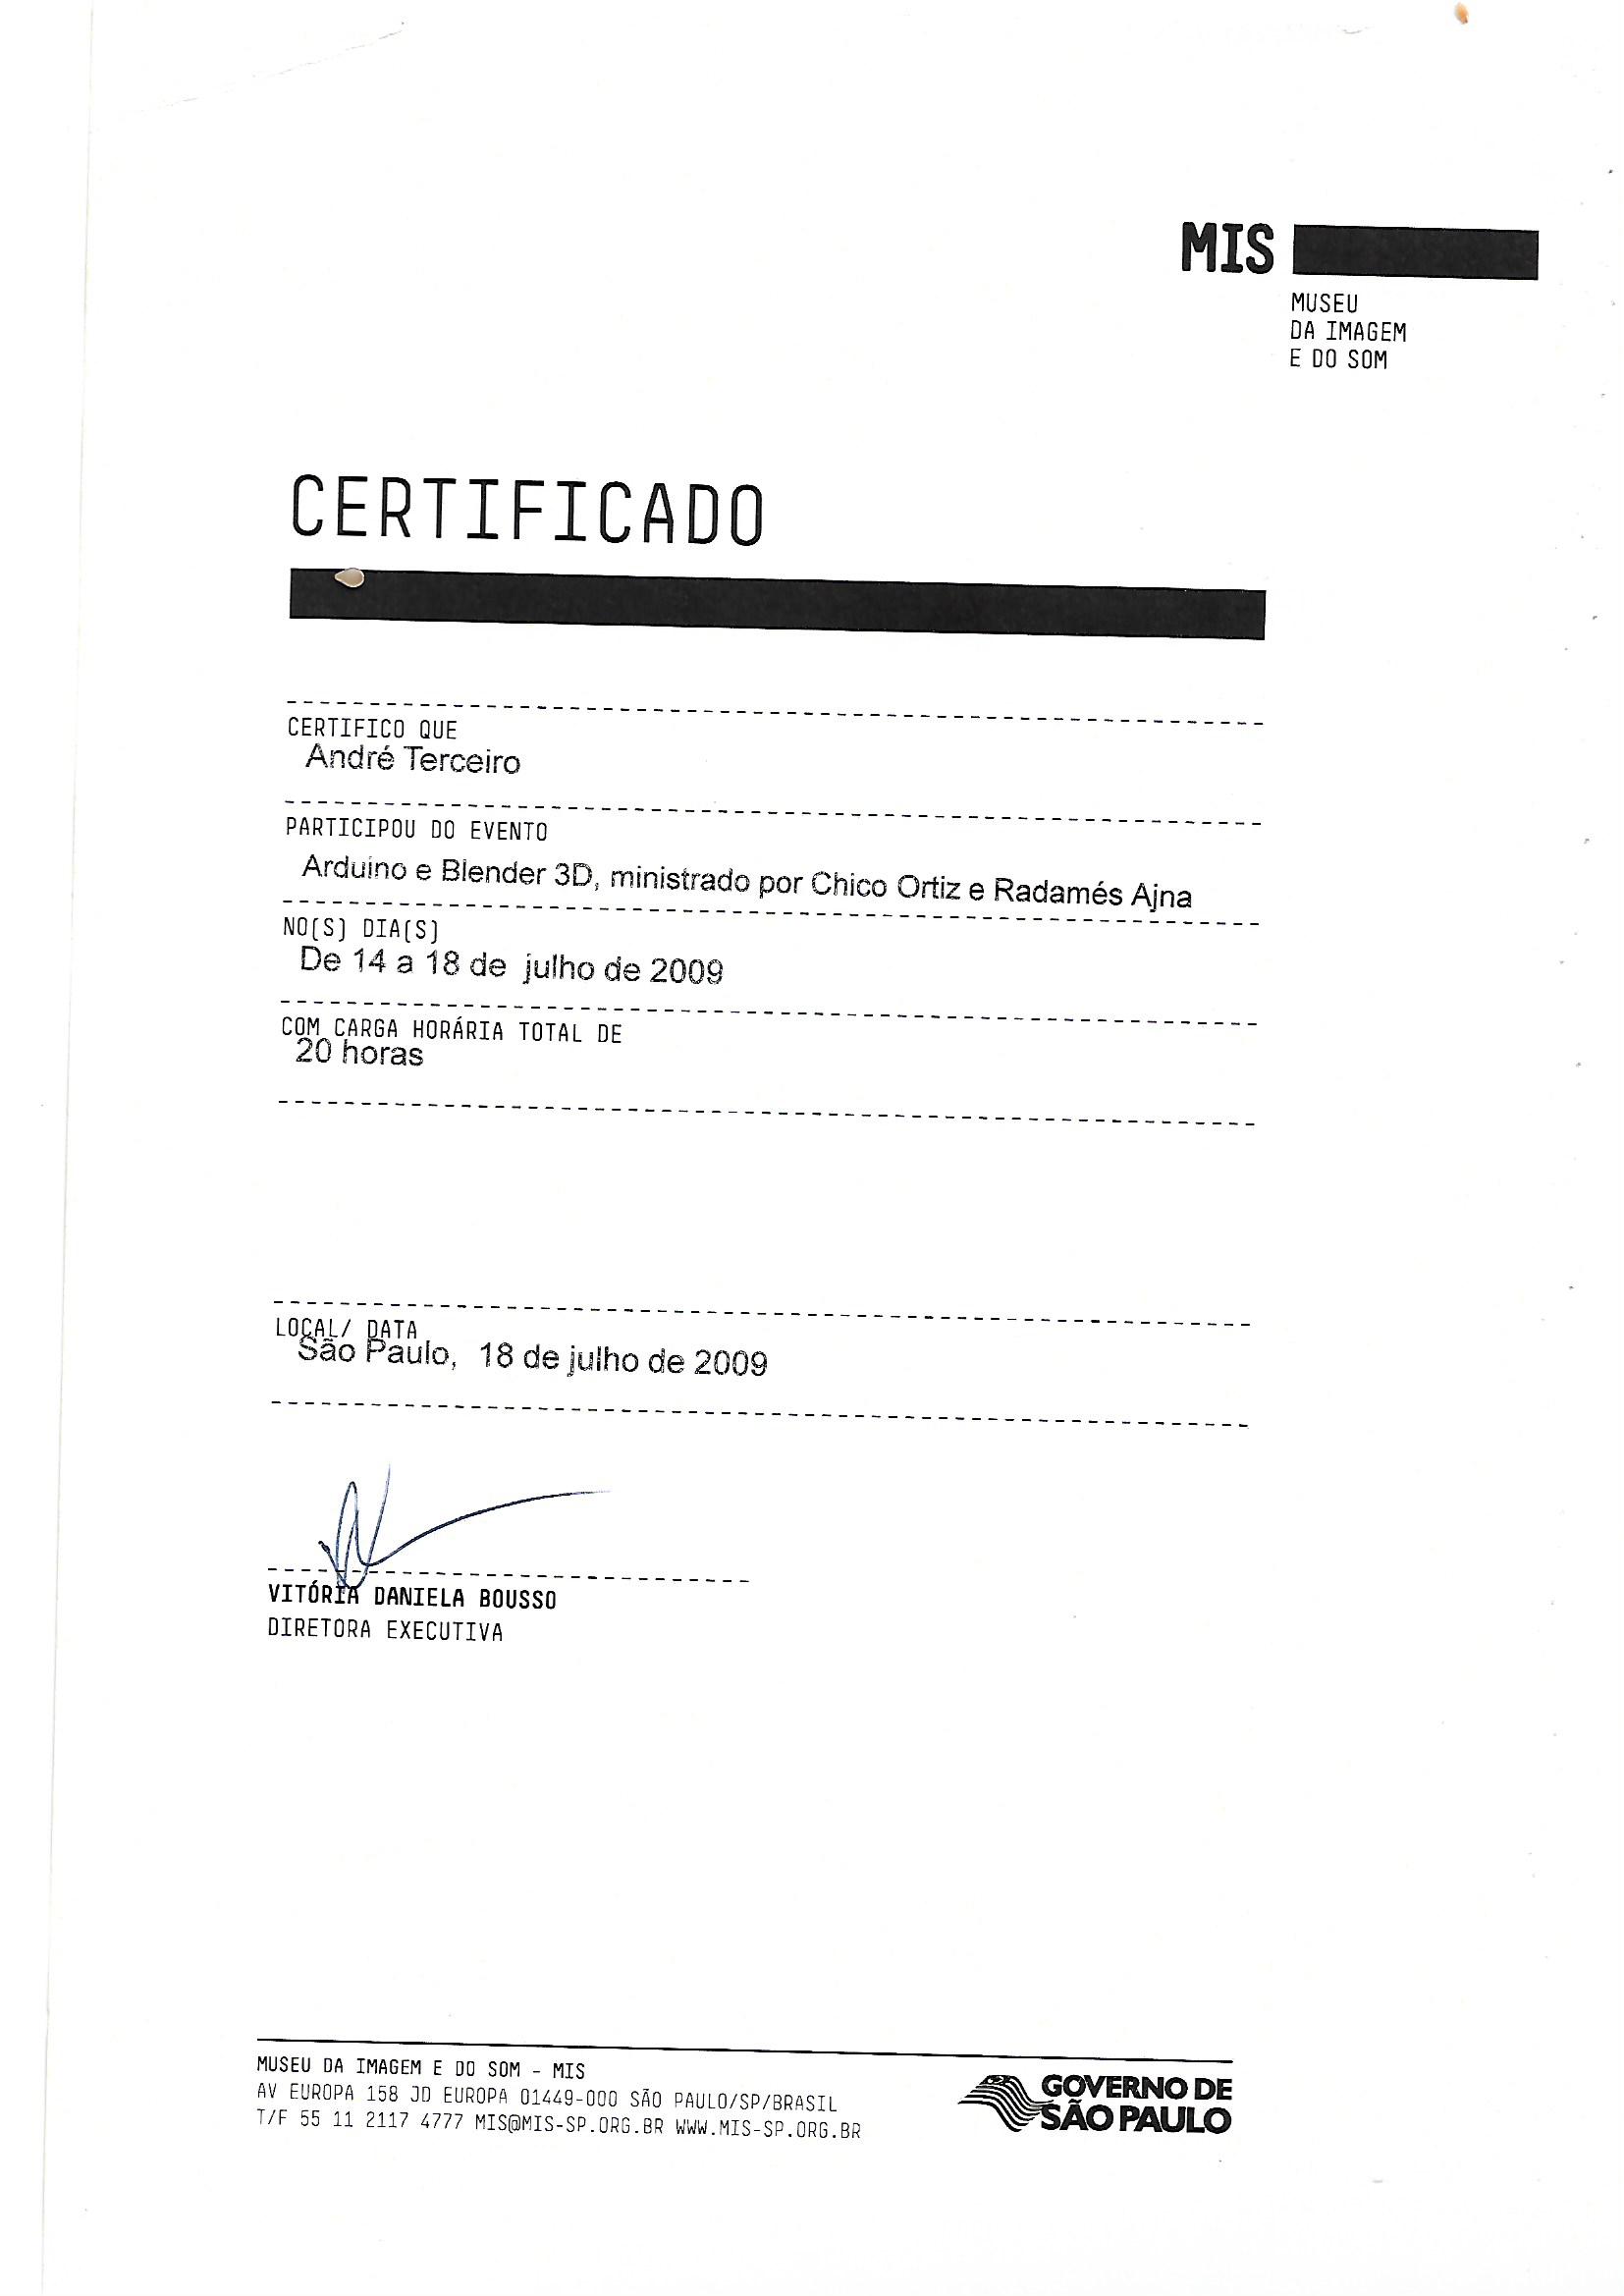 MIS
MUSEU
DA IMAGEM
E DO SOM
CERTIFICADO
CERTIFICO QUE
André Terceiro
PARTICIPOU DO EVENTO
Arduino e Blender 3D, ministrado por Chico Ortiz e Radamés Ajna
NO(S) DIA(S)
De 14 a 18 de julho de 2009
COM CARGA HORÁRIA TOTAL DE
20 horas
LOCAL/ DATA
São Paulo, 18 de julho de 2009
VITÓRIA DANIELA BOUSSO
DIRETORA EXECUTIVA
MUSEU DA IMAGEM E DO SOM - MIS
AV EUROPA 158 JD EUROPA 01449-000 SÃO PAULO/SP/BRASIL
T/F 55 11 2117 4777 MIS@MIS-SP.ORG.BR WWW.MIS-SP.ORG.BR
GOVERNO DE
SÃO PAULO